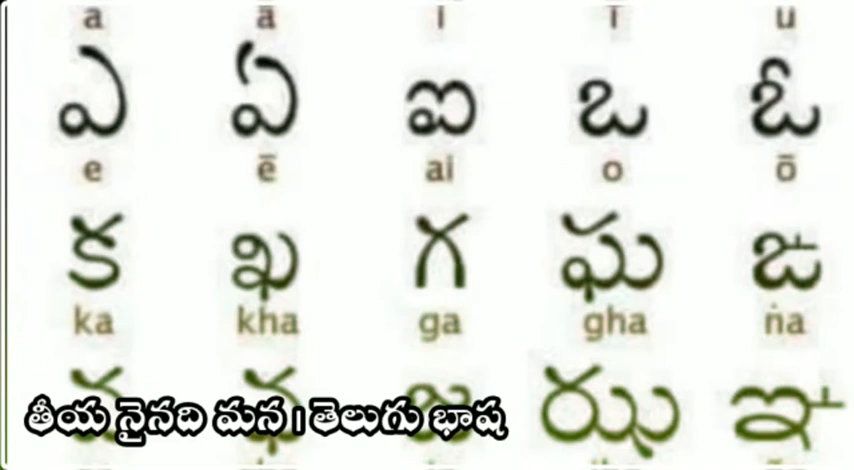 a ā i ī u
ఎ ఏ ఐ ఒ ఓ
e ē ai o ō
క ఖ గ ఘ ఙ
ka kha ga gha ṅa
ఝ ఞ
తీయ నైనది మన । తెలుగు భాష